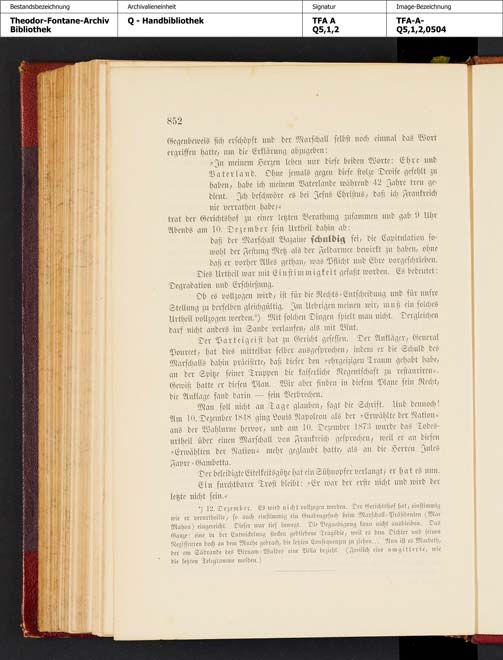 Bestandsbezeichnung
Archivalieneinheit
Signatur
Image-Bezeichnung
Theodor-Fontane-Archiv
Bibliothek
Q - Handbibliothek
TFA A
Q5,1,2
TFA-A-
Q5,1,2,0504
852
Gegenbeweis sich erschöpft und der Marschall selbst noch einmal das Wort
ergriffen hatte, um die Erklärung abzugeben:
»In meinem Herzen leben nur diese beiden Worte: Ehre und
Vaterland. Ohne jemals gegen diese stolze Devise gefehlt zu
haben, habe ich meinem Vaterlande während 42 Jahre treu ge-
dient. Ich beschwöre es bei Jesus Christus, daß ich Frankreich
nie verrathen habe;«
trat der Gerichtshof zu einer letzten Berathung zusammen und gab 9 Uhr
Abends am 10. Dezember sein Urtheil dahin ab:
daß der Marschall Bazaine schuldig sei, die Capitulation so-
wohl der Festung Metz als der Feldarmee bewirkt zu haben, ohne
daß er vorher Alles gethan, was Pflicht und Ehre vorgeschrieben.
Dies Urtheil war mit Einstimmigkeit gefaßt worden. Es bedeutet:
Degradation und Erschießung.
Ob es vollzogen wird, ist für die Rechts-Entscheidung und für unsre
Stellung zu derselben gleichgültig. Im Uebrigen meinen wir, muß ein solches
Urtheil vollzogen werden.*) Mit solchen Dingen spielt man nicht. Dergleichen
darf nicht anders im Sande verlaufen, als mit Blut.
Der Parteigeist hat zu Gericht gesessen. Der Ankläger, General
Pourcet, hat dies mittelbar selber ausgesprochen, indem er die Schuld des
Marschalls dahin präcisirte, daß dieser den »ehrgeizigen Traum gehabt habe,
an der Spitze seiner Truppen die kaiserliche Regentschaft zu restauriren«.
Gewiß hatte er diesen Plan. Wir aber finden in diesem Plane sein Recht,
die Anklage fand darin — sein Verbrechen.
Man soll nicht an Tage glauben, sagt die Schrift. Und dennoch!
Am 10. Dezember 1848 ging Louis Napoleon als der »Erwählte der Nation«
aus der Wahlurne hervor, und am 10. Dezember 1873 wurde das Todes-
urtheil über einen Marschall von Frankreich gesprochen, weil er an diesen
»Erwählten der Nation« mehr geglaubt hatte, als an die Herren Jules
Favre-Gambetta.
Der beleidigte Eitelkeitsgötze hat ein Sühnopfer verlangt; er hat es nun.
Ein furchtbarer Trost bleibt: »Er war der erste nicht und wird der
letzte nicht sein.«
*) 12. Dezember. Es wird nicht vollzogen werden. Der Gerichtshof hat, einstimmig
wie er verurtheilte, so auch einstimmig ein Gnadengesuch beim Marschall-Präsidenten (Mac
Mahon) eingereicht. Dieser war tief bewegt. Die Begnadigung kann nicht ausbleiben. Das
Ganze: eine in der Entwicklung stecken gebliebene Tragödie, weil es dem Dichter und seinen
Regisseuren doch an dem Muthe gebrach, die letzten Consequenzen zu ziehen... Nun ist es Macbeth,
der am Südrande des Birnam-Waldes eine Villa bezieht. (Freilich eine umgitterte, wie
die letzten Telegramme melden.)